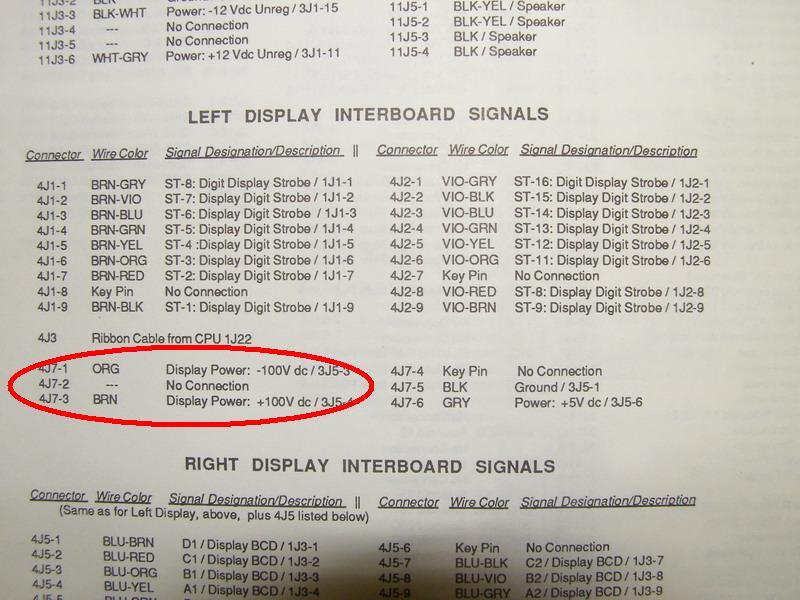 11J3-2 BLK
11J3-3 BLK-WHT Power: -12 Vdc Unreg / 3J1-15
11J3-4 --- No Connection
11J3-5 --- No Connection
11J3-6 WHT-GRY Power: +12 Vdc Unreg / 3J1-11
11J5-1 BLK-YEL / Speaker
11J5-2 BLK-YEL / Speaker
11J5-3 BLK / Speaker
11J5-4 BLK / Speaker
LEFT DISPLAY INTERBOARD SIGNALS
Connector Wire Color Signal Designation/Description || Connector Wire Color Signal Designation/Description
4J1-1 BRN-GRY ST-8: Digit Display Strobe / 1J1-1
4J1-2 BRN-VIO ST-7: Display Digit Strobe / 1J1-2
4J1-3 BRN-BLU ST-6: Display Digit Strobe / 1J1-3
4J1-4 BRN-GRN ST-5: Display Digit Strobe / 1J1-4
4J1-5 BRN-YEL ST-4 :Display Digit Strobe / 1J1-5
4J1-6 BRN-ORG ST-3: Display Digit Strobe / 1J1-6
4J1-7 BRN-RED ST-2: Display Digit Strobe / 1J1-7
4J1-8 Key Pin No Connection
4J1-9 BRN-BLK ST-1: Display Digit Strobe / 1J1-9
4J2-1 VIO-GRY ST-16: Digit Display Strobe / 1J2-1
4J2-2 VIO-BLK ST-15: Display Digit Strobe / 1J2-2
4J2-3 VIO-BLU ST-14: Display Digit Strobe / 1J2-3
4J2-4 VIO-GRN ST-13: Display Digit Strobe / 1J2-4
4J2-5 VIO-YEL ST-12: Display Digit Strobe / 1J2-5
4J2-6 VIO-ORG ST-11: Display Digit Strobe / 1J2-6
4J2-7 Key Pin No Connection
4J2-8 VIO-RED ST-8: Display Digit Strobe / 1J2-8
4J2-9 VIO-BRN ST-9: Display Digit Strobe / 1J2-9
4J3 Ribbon Cable from CPU 1J22
4J7-1 ORG Display Power: -100V dc / 3J5-3
4J7-2 --- No Connection
4J7-3 BRN Display Power: +100V dc / 3J5-4
4J7-4 Key Pin No Connection
4J7-5 BLK Ground / 3J5-1
4J7-6 GRY Power: +5V dc / 3J5-6
RIGHT DISPLAY INTERBOARD SIGNALS
Connector Wire Color Signal Designation/Description || Connector Wire Color Signal Designation/Description
(Same as for Left Display, above, plus 4J5 listed below)
4J5-1 BLU-BRN D1 / Display BCD / 1J3-1
4J5-2 BLU-RED C1 / Display BCD / 1J3-2
4J5-3 BLU-ORG B1 / Display BCD / 1J3-3
4J5-4 BLU-YEL A1 / Display BCD / 1J3-4
4J5-6 Key Pin No Connection
4J5-7 BLU-BLK C2 / Display BCD / 1J3-7
4J5-8 BLU-VIO B2 / Display BCD / 1J3-8
4J5-9 BLU-GRY A2 / Display BCD / 1J3-9